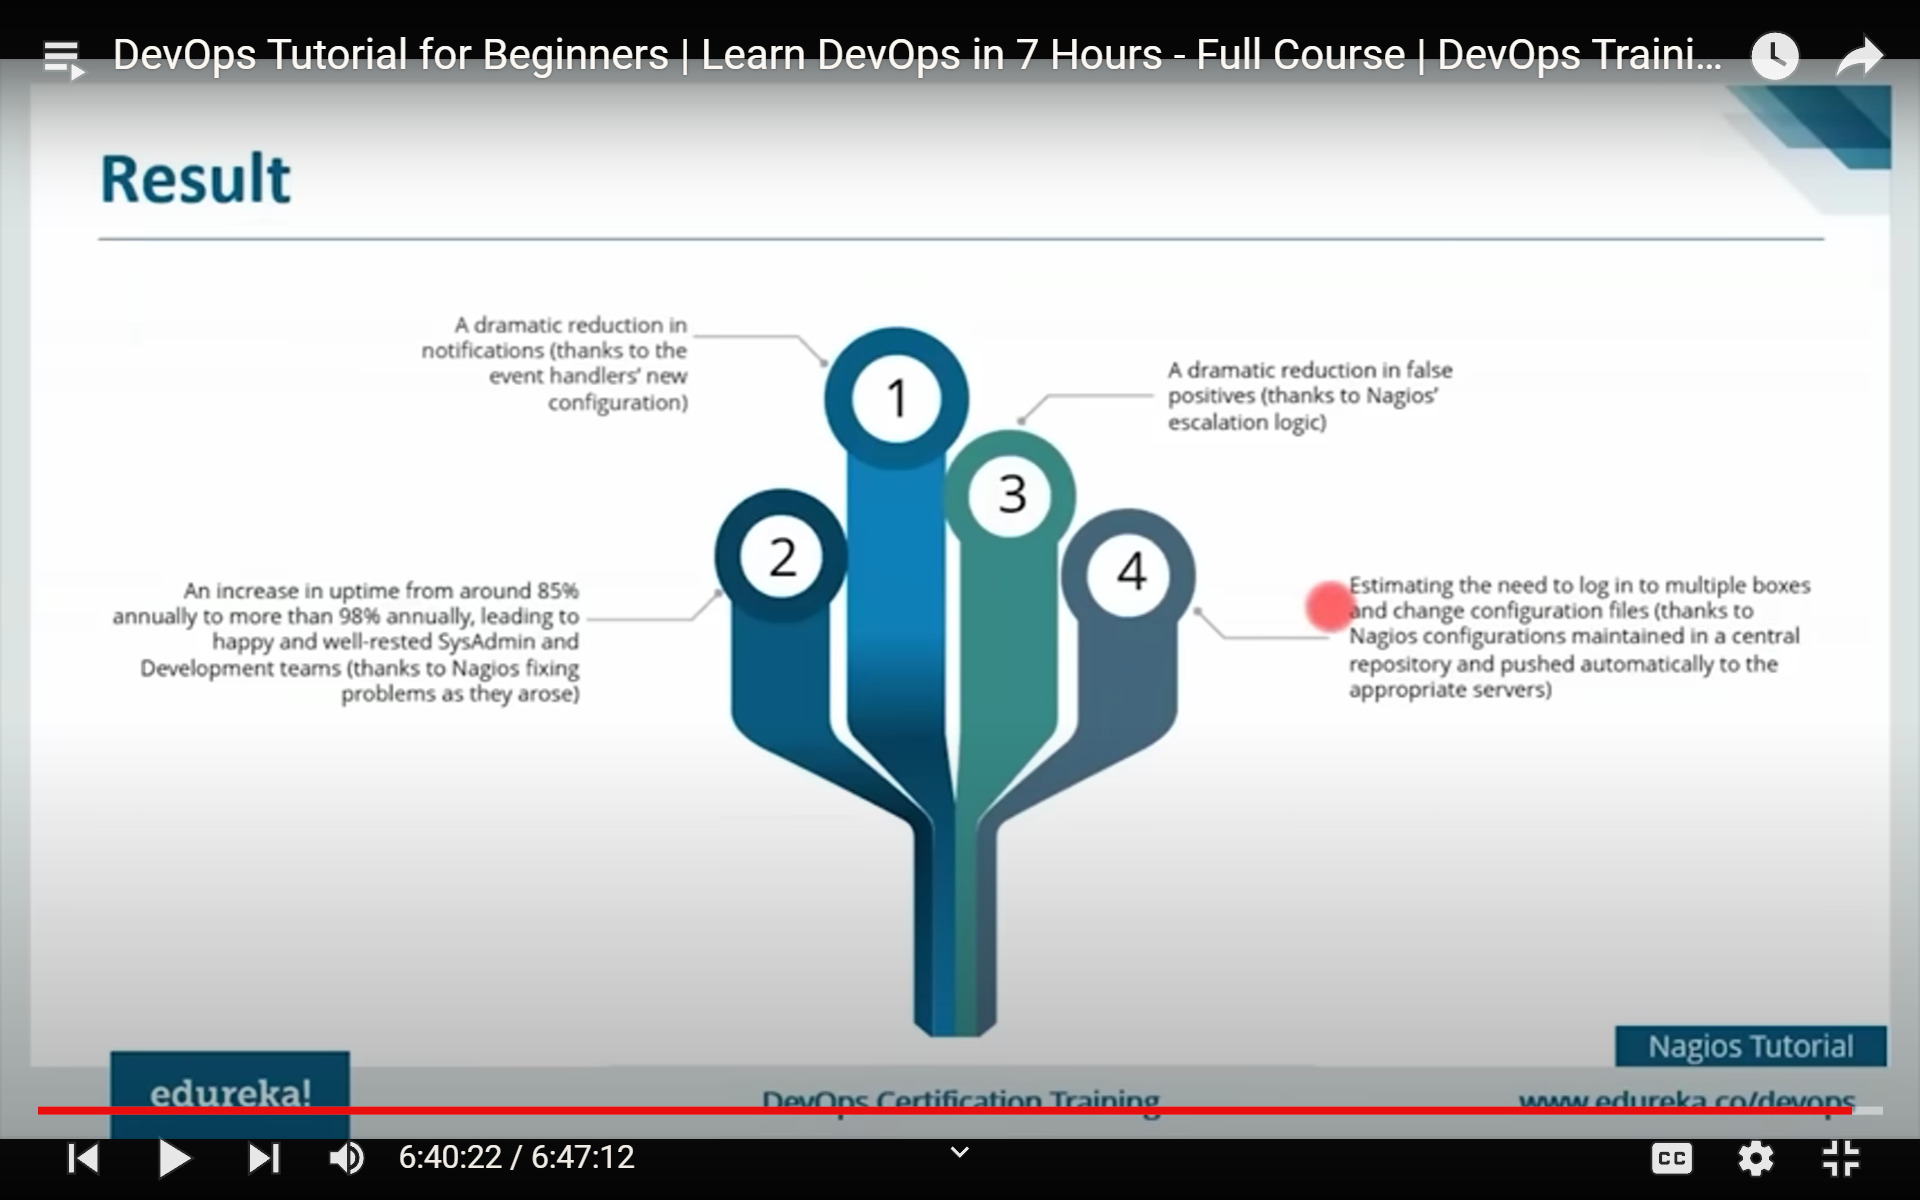 DevOps Tutorial for Beginners | Learn DevOps in 7 Hours - Full Course | DevOps Traini...
Result
A dramatic reduction in
notifications (thanks to the
event handlers' new
configuration)
1
A dramatic reduction in false
positives (thanks to Nagios'
escalation logic)
3
2
An increase in uptime from around 85%
annually to more than 98% annually, leading to
happy and well-rested SysAdmin and
Development teams (thanks to Nagios fixing
problems as they arose)
4
Estimating the need to log in to multiple boxes
and change configuration files (thanks to
Nagios configurations maintained in a central
repository and pushed automatically to the
appropriate servers)
Nagios Tutorial
edureka!
DevOps Certification Training
www.edureka.co/devops
6:40:22 / 6:47:12
CC